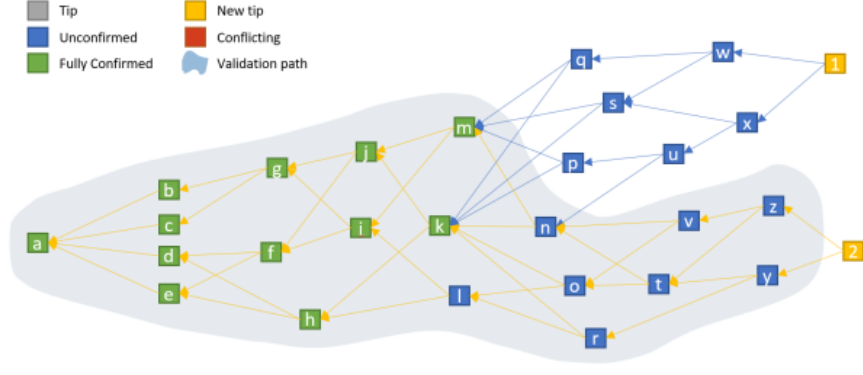 Tip
New tip
Unconfirmed
Conflicting
Fully Confirmed
Validation path
q
w
1
s
m
x
j
u
p
g
b
z
c
v
i
k
n
a
f
2
d
y
o
t
e
l
h
r